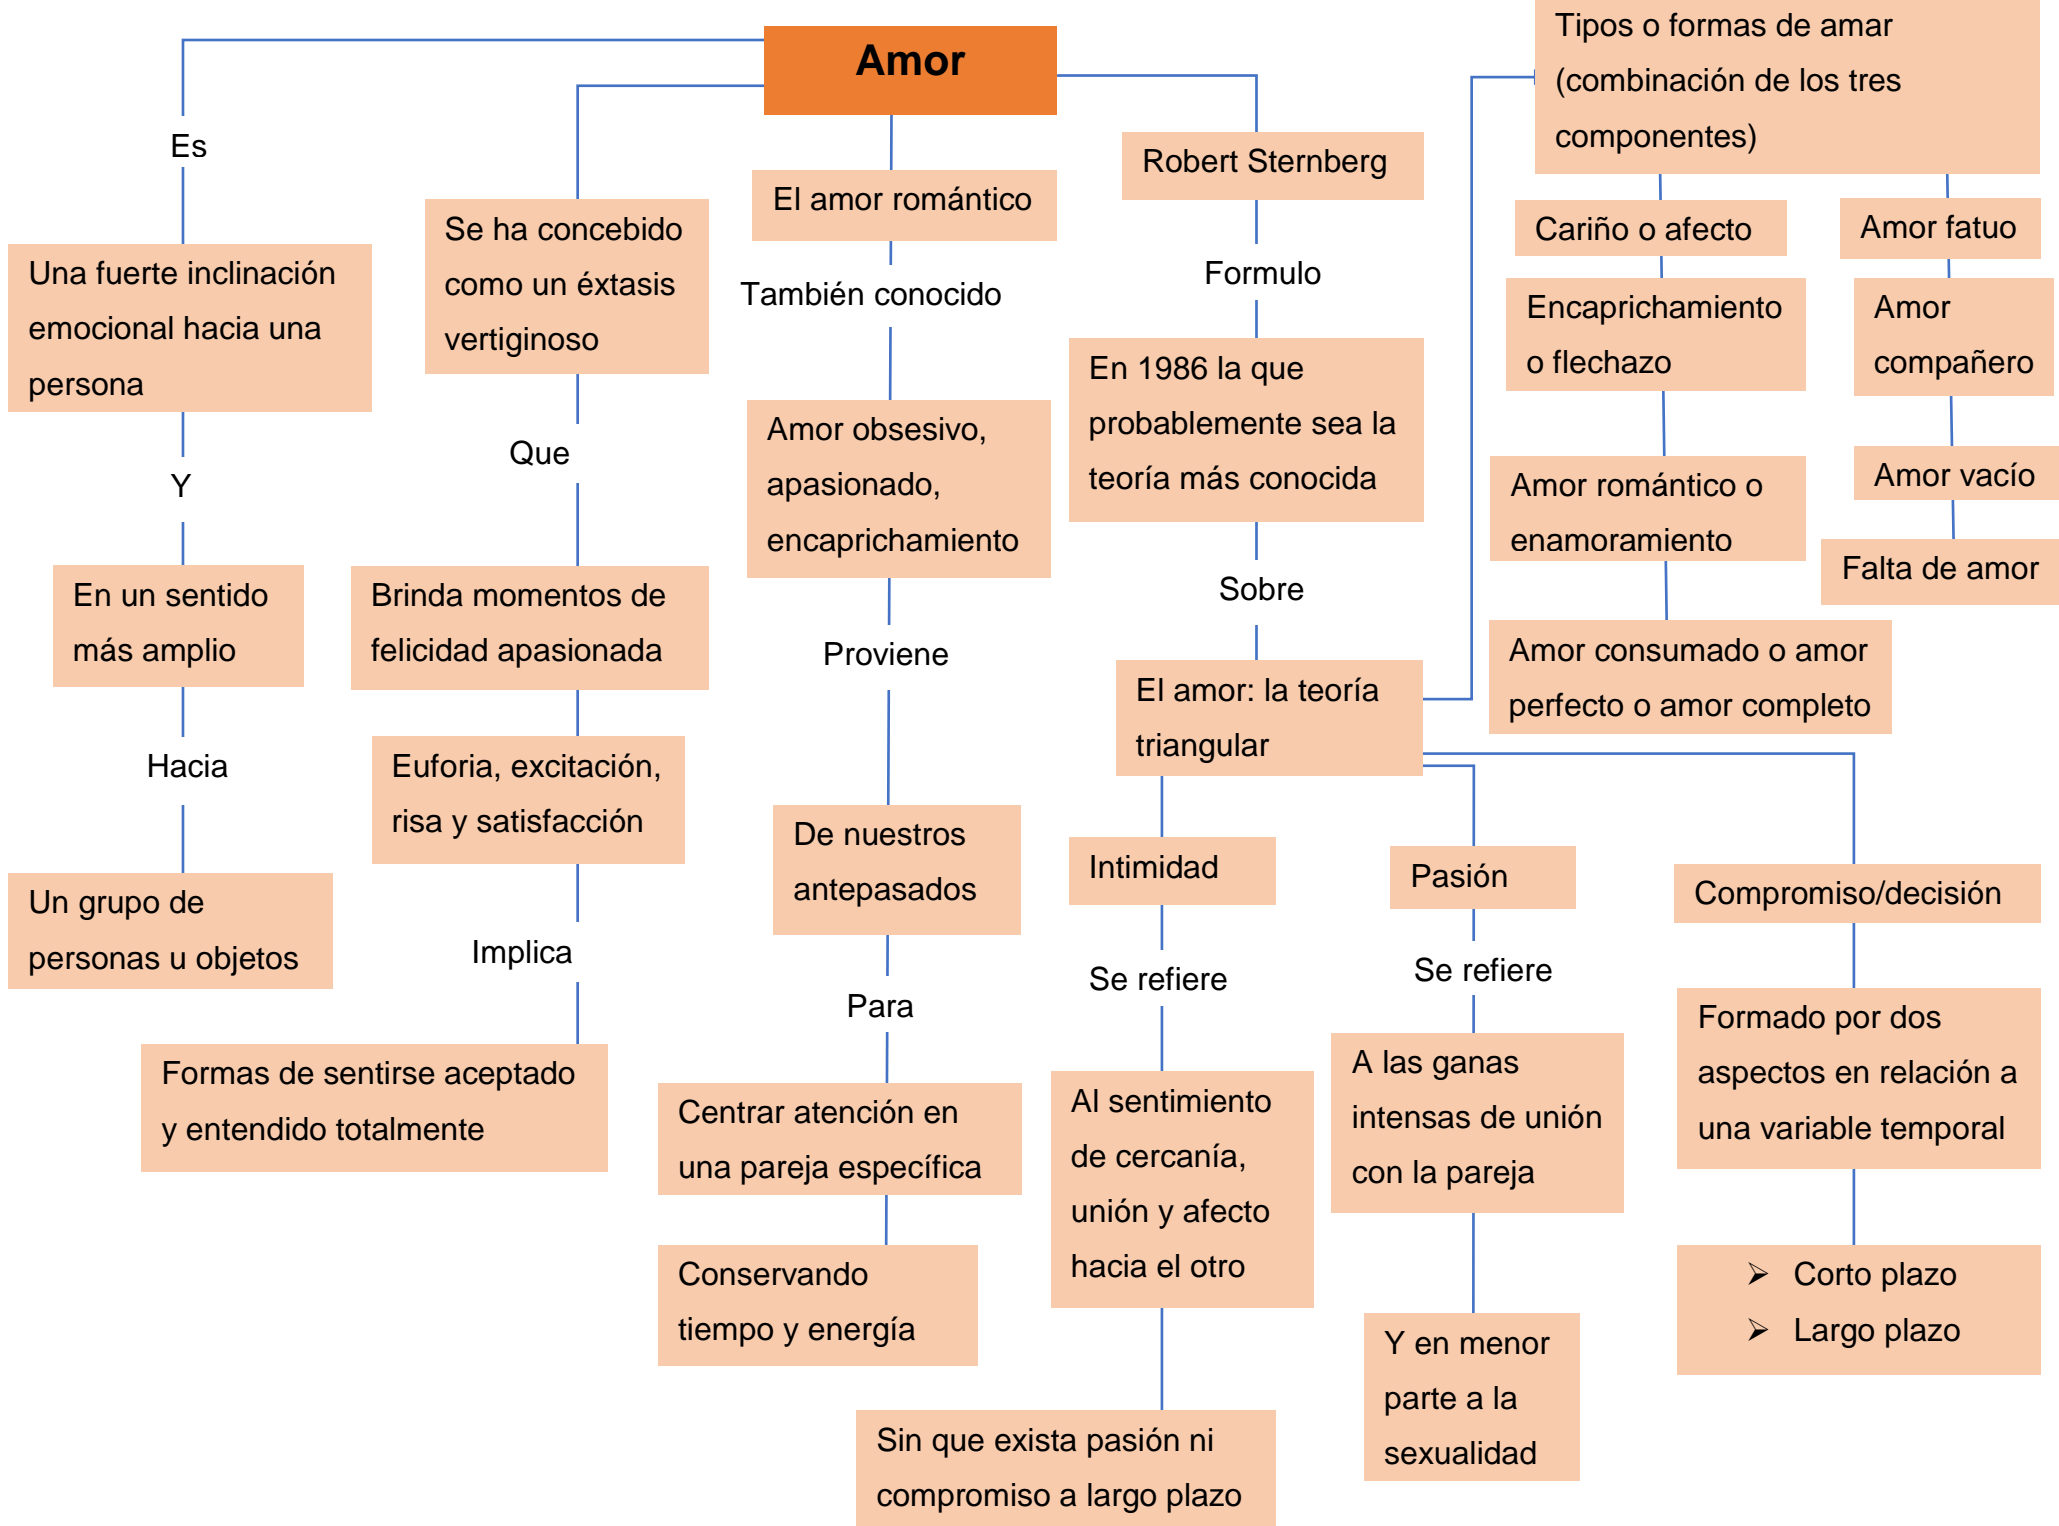 Amor
Es
Una fuerte inclinación
emocional hacia una
persona
Y
En un sentido
más amplio
Hacia
Un grupo de
personas u objetos
Se ha concebido
como un éxtasis
vertiginoso
Que
Brinda momentos de
felicidad apasionada
Euforia, excitación,
risa y satisfacción
Implica
Formas de sentirse aceptado
y entendido totalmente
El amor romántico
También conocido
Amor obsesivo,
apasionado,
encaprichamiento
Proviene
De nuestros
antepasados
Para
Centrar atención en
una pareja específica
Conservando
tiempo y energía
Robert Sternberg
Formulo
En 1986 la que
probablemente sea la
teoría más conocida
Sobre
El amor: la teoría
triangular
Intimidad
Se refiere
Al sentimiento
de cercanía,
unión y afecto
hacia el otro
Sin que exista pasión ni
compromiso a largo plazo
Pasión
Se refiere
A las ganas
intensas de unión
con la pareja
Y en menor
parte a la
sexualidad
Compromiso/decisión
Formado por dos
aspectos en relación a
una variable temporal
➢ Corto plazo
➢ Largo plazo
Tipos o formas de amar
(combinación de los tres
componentes)
Cariño o afecto
Encaprichamiento
o flechazo
Amor romántico o
enamoramiento
Amor consumado o amor
perfecto o amor completo
Amor fatuo
Amor
compañero
Amor vacío
Falta de amor